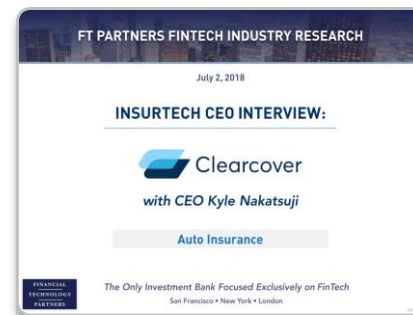 FT PARTNERS FINTECH INDUSTRY RESEARCH
July 2, 2018
INSURTECH CEO INTERVIEW:
Clearcover
with CEO Kyle Nakatsuji
Auto Insurance
FINANCIAL
TECHNOLOGY
PARTNERS
The Only Investment Bank Focused Exclusively on FinTech
San Francisco • New York • London